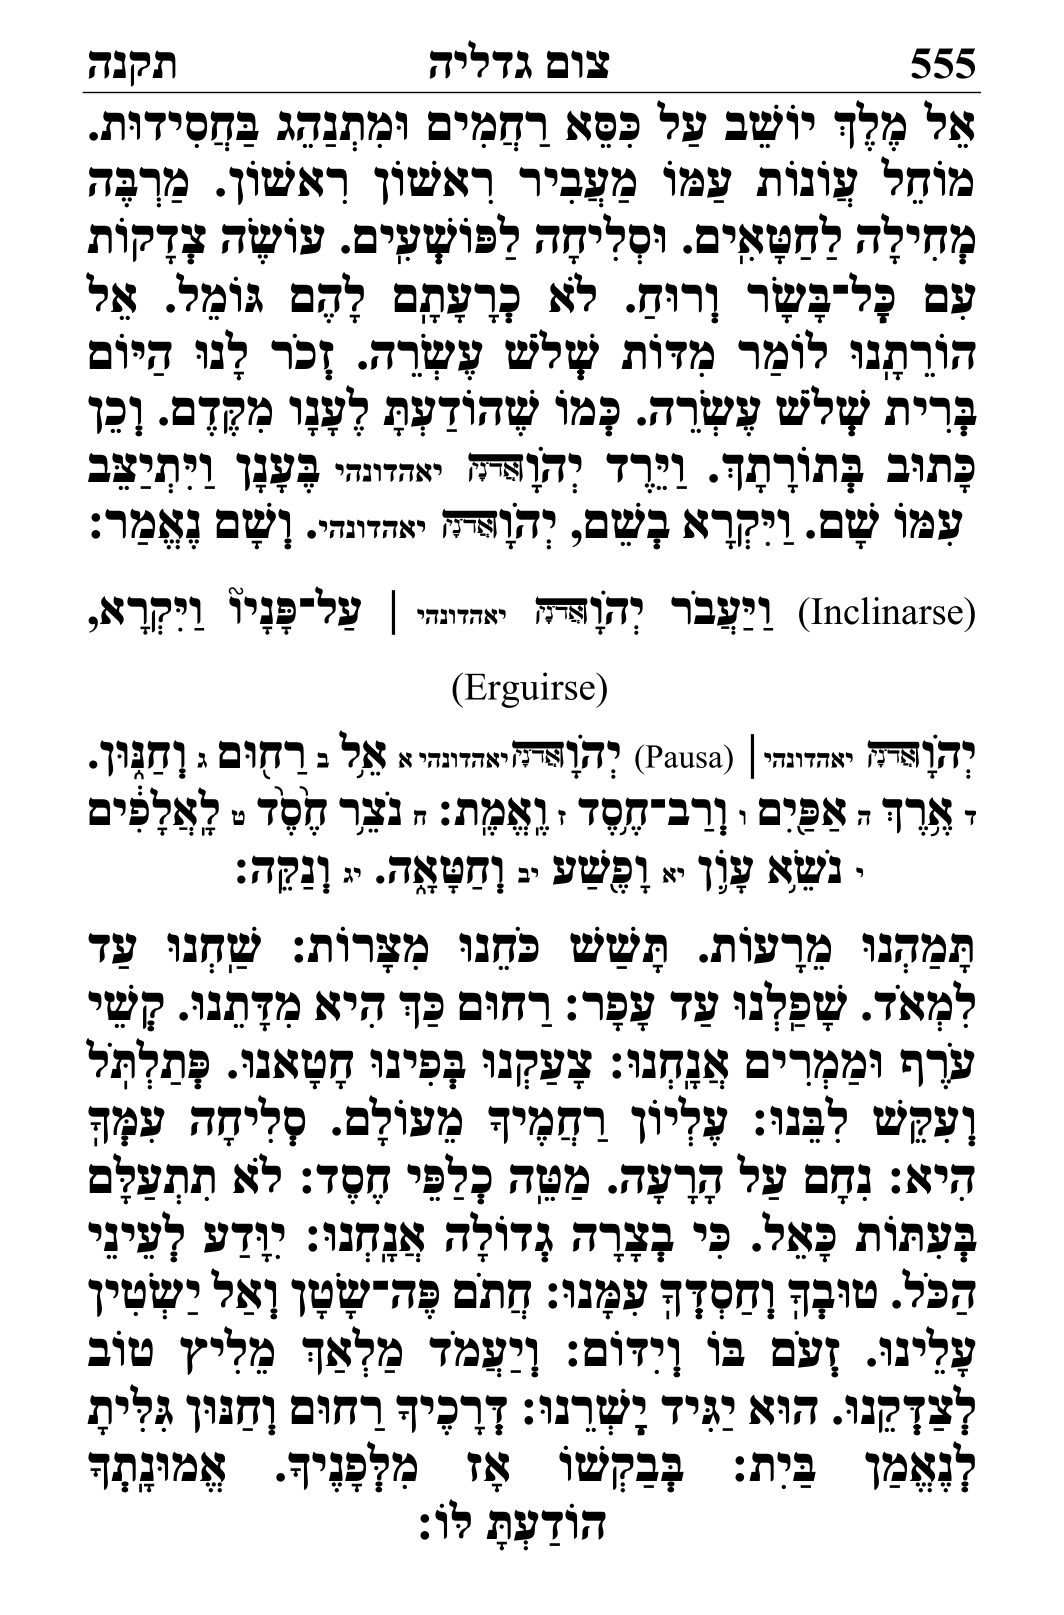 555 צום גדליה תקנה
אֵל מֶלֶךְ יוֹשֵׁב עַל כִּסֵּא רַחֲמִים וּמִתְנַהֵג בַּחֲסִידוּת.
מוֹחֵל עֲוֹנוֹת עַמּוֹ מַעֲבִיר רִאשׁוֹן רִאשׁוֹן. מַרְבֶּה
מְחִילָה לַחַטָּאִים. וּסְלִיחָה לַפּוֹשְׁעִים. עוֹשֶׂה צְדָקוֹת
עִם כׇּל־בָּשָׂר וְרוּחַ. לֹא כְרָעָתָם לָהֶם גּוֹמֵל. אֵל
הוֹרֵתָנוּ לוֹמַר מִדּוֹת שְׁלֹשׁ עֶשְׂרֵה. זְכֹר לָנוּ הַיּוֹם
בְּרִית שְׁלֹשׁ עֶשְׂרֵה. כְּמוֹ שֶׁהוֹדַעְתָּ לֶעָנָו מִקֶּדֶם. וְכֵן
כָּתוּב בְּתוֹרָתָךְ. וַיֵּרֶד יְהֹוָה אֲדֹנָי יאהדונהי בֶּעָנָן וַיִּתְיַצֵּב
עִמּוֹ שָׁם. וַיִּקְרָא בְשֵׁם, יְהֹוָה אֲדֹנָי יאהדונהי. וְשָׁם נֶאֱמַר:
(Inclinarse) וַיַּעֲבֹר יְהֹוָה אֲדֹנָי יאהדונהי | עַל־פָּנָיו֮ וַיִּקְרָא,
(Erguirse)
יְהֹוָה אֲדֹנָי יאהדונהי | (Pausa) יְהֹוָה אֲדֹנָי יאהדונהי א אֵ֥ל ב רַח֖וּם ג וְחַנּ֑וּן.
ד אֶ֥רֶךְ ה אַפַּ֖יִם ו וְרַב־חֶ֥סֶד ז וֶאֱמֶֽת: ח נֹצֵ֥ר חֶ֙סֶד֙ ט לָֽאֲלָפִ֔ים
י נֹשֵׂ֥א עָוֺ֛ן יא וָפֶ֖שַׁע יב וְחַטָּאָ֑ה. יג וְנַקֵּה:
תָּמַהְנוּ מֵרָעוֹת. תָּשַׁשׁ כֹּחֵנוּ מִצָּרוֹת: שַׁחְנוּ עַד
לִמְאֹד. שָׁפַלְנוּ עַד עָפָר: רַחוּם כַּךְ הִיא מִדָּתֵנוּ. קְשֵׁי
עֹרֶף וּמַמְרִים אֲנָחְנוּ: צָעַקְנוּ בְּפִינוּ חָטָאנוּ. פְּתַלְתֹּל
וְעִקֵּשׁ לִבֵּנוּ: עֶלְיוֹן רַחֲמֶיךָ מֵעוֹלָם. סְלִיחָה עִמְּךָ
הִיא: נִחָם עַל הָרָעָה. מַטֵּה כְלַפֵּי חֶסֶד: לֹא תִתְעַלָּם
בְּעִתּוֹת כָּאֵל. כִּי בְצָרָה גְדוֹלָה אֲנָחְנוּ: יִוָּדַע לְעֵינֵי
הַכֹּל. טוּבְךָ וְחַסְדְּךָ עִמָּנוּ: חֲתֹם פֶּה־שָׂטָן וְאַל יַשְׂטִין
עָלֵינוּ. זְעֹם בּוֹ וְיִדּוֹם: וְיַעֲמֹד מַלְאַךְ מֵלִיץ טוֹב
לְצַדְּקֵנוּ. הוּא יַגִּיד יׇשְׁרֵנוּ: דְּרָכֶיךָ רַחוּם וְחַנּוּן גִּלִּיתָ
לְנֶאֱמַן בַּיִת: בְּבַקְשׁוֹ אָז מִלְּפָנֶיךָ. אֱמוּנָתְךָ
הוֹדַעְתָּ לוֹ: